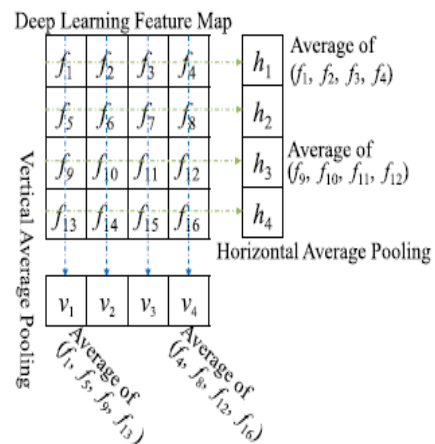 Deep Learning Feature Map
f1 f2 f3 f4 h1
Average of
(f1, f2, f3, f4)
f5 f6 f7 f8 h2
f9 f10 f11 f12 h3
Average of
(f9, f10, f11, f12)
f13 f14 f15 f16 h4
Horizontal Average Pooling
Vertical Average Pooling
v1 v2 v3 v4
Average of
(f1, f5, f9, f13)
Average of
(f4, f8, f12, f16)